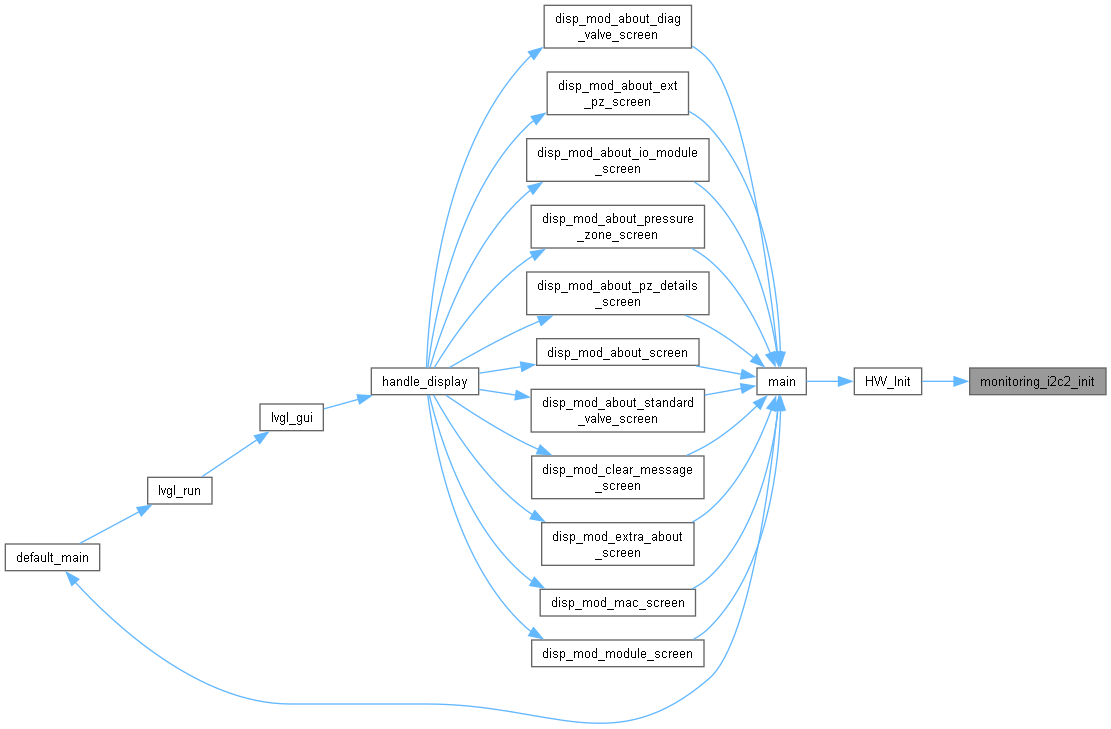 disp_mod_about_diag
_valve_screen
disp_mod_about_ext
_pz_screen
disp_mod_about_io_module
_screen
disp_mod_about_pressure
_zone_screen
disp_mod_about_pz_details
_screen
disp_mod_about_screen
handle_display
main
HW_Init
monitoring_i2c2_init
disp_mod_about_standard
_valve_screen
lvgl_gui
disp_mod_clear_message
_screen
lvgl_run
disp_mod_extra_about
_screen
default_main
disp_mod_mac_screen
disp_mod_module_screen